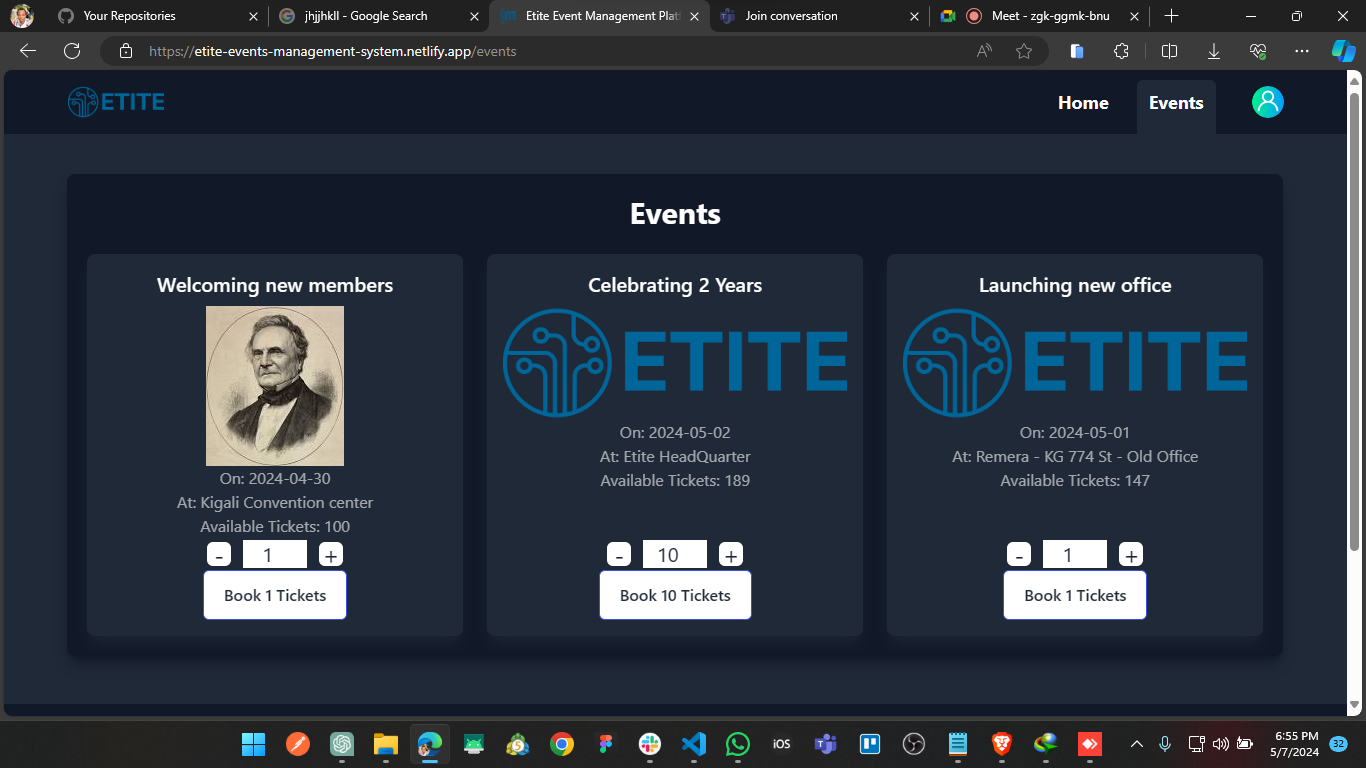 Your Repositories
jhjjhkll - Google Search
Etite Event Management Platf
Join conversation
Meet - zgk-ggmk-bnu
https://etite-events-management-system.netlify.app/events
ETITE
Home
Events
Events
Welcoming new members
On: 2024-04-30
At: Kigali Convention center
Available Tickets: 100
- 1 +
Book 1 Tickets
Celebrating 2 Years
ETITE
On: 2024-05-02
At: Etite HeadQuarter
Available Tickets: 189
- 10 +
Book 10 Tickets
Launching new office
ETITE
On: 2024-05-01
At: Remera - KG 774 St - Old Office
Available Tickets: 147
- 1 +
Book 1 Tickets
iOS
6:55 PM
5/7/2024
32